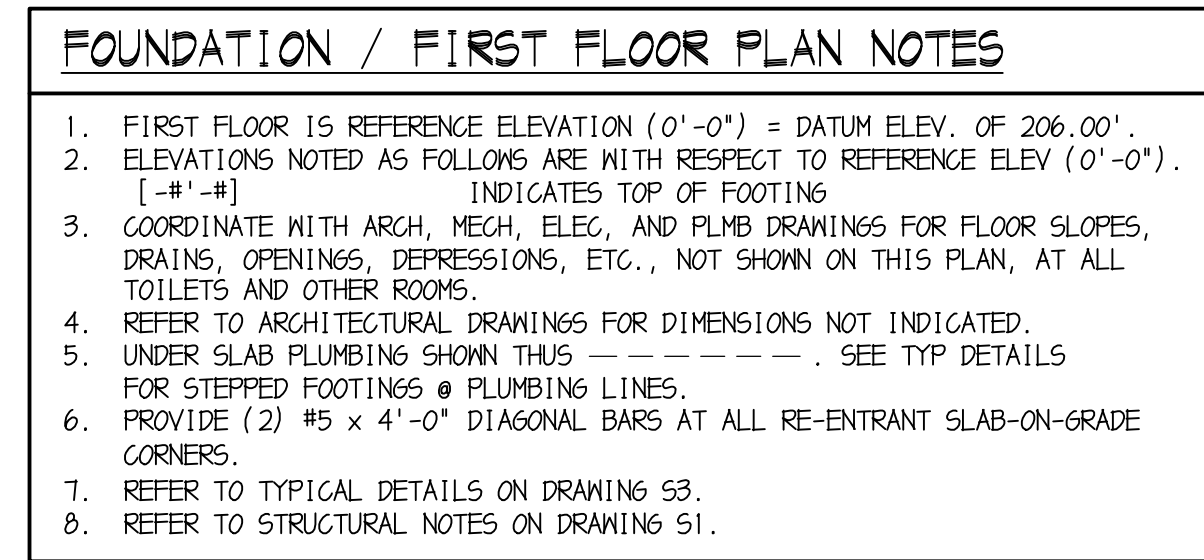 FOUNDATION / FIRST FLOOR PLAN NOTES
1. FIRST FLOOR IS REFERENCE ELEVATION (0'-0") = DATUM ELEV. OF 206.00'.
2. ELEVATIONS NOTED AS FOLLOWS ARE WITH RESPECT TO REFERENCE ELEV (0'-0").
[-#'-#] INDICATES TOP OF FOOTING
3. COORDINATE WITH ARCH, MECH, ELEC, AND PLMB DRAWINGS FOR FLOOR SLOPES,
DRAINS, OPENINGS, DEPRESSIONS, ETC., NOT SHOWN ON THIS PLAN, AT ALL
TOILETS AND OTHER ROOMS.
4. REFER TO ARCHITECTURAL DRAWINGS FOR DIMENSIONS NOT INDICATED.
5. UNDER SLAB PLUMBING SHOWN THUS — — — — — — . SEE TYP DETAILS
FOR STEPPED FOOTINGS @ PLUMBING LINES.
6. PROVIDE (2) #5 x 4'-0" DIAGONAL BARS AT ALL RE-ENTRANT SLAB-ON-GRADE
CORNERS.
7. REFER TO TYPICAL DETAILS ON DRAWING S3.
8. REFER TO STRUCTURAL NOTES ON DRAWING S1.